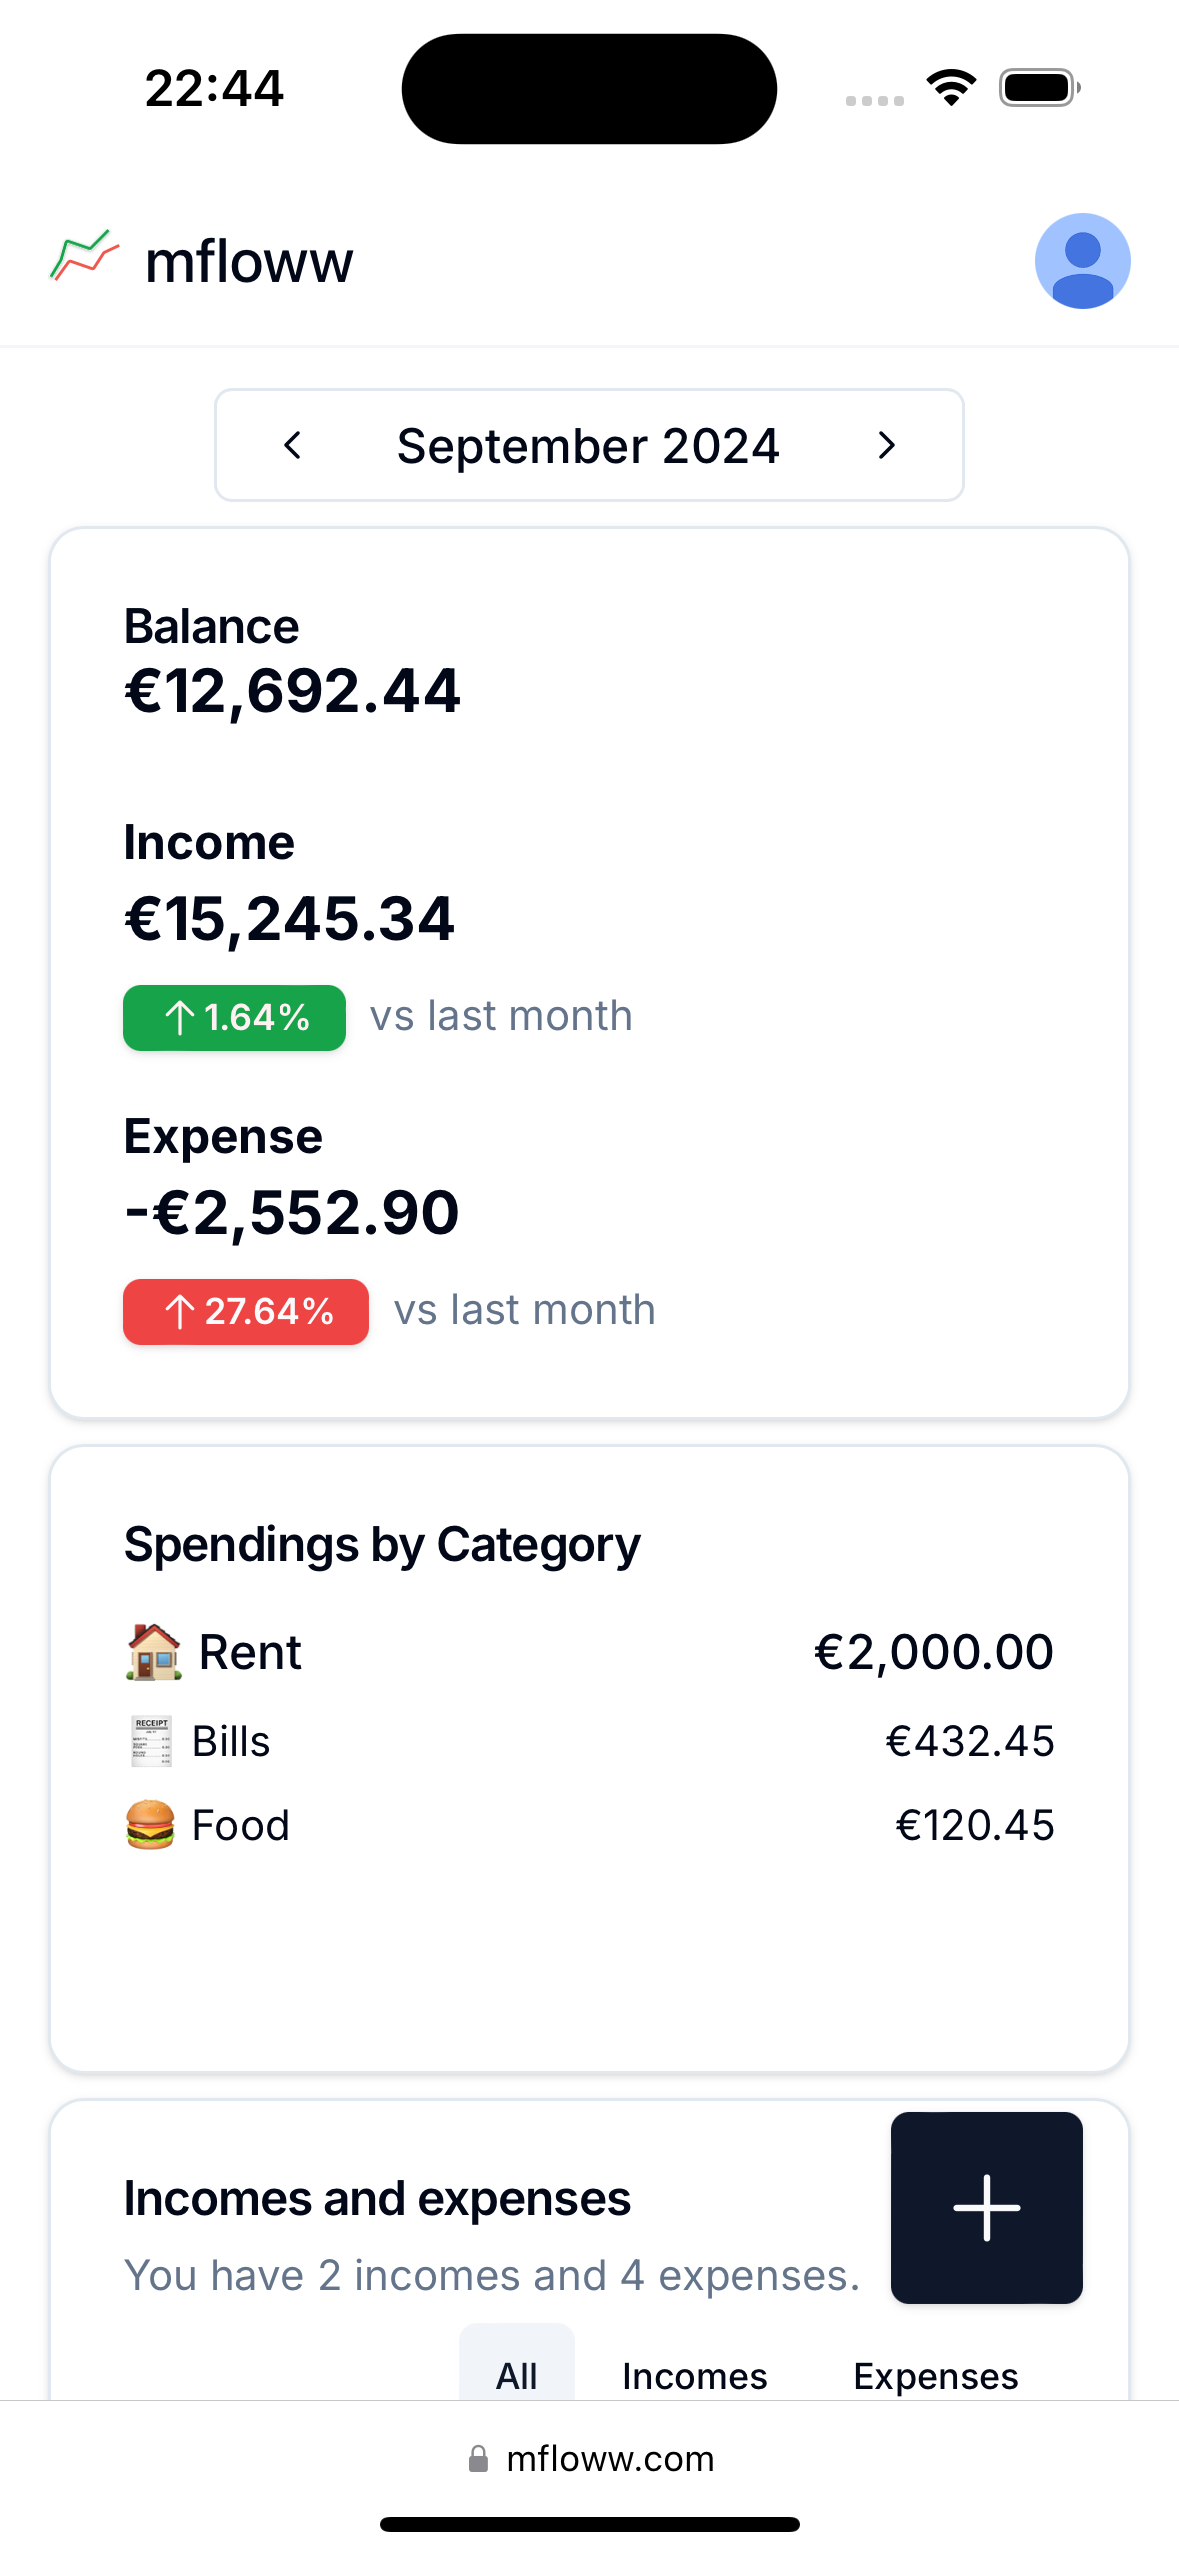 22:44
mfloww
September 2024
Balance
€12,692.44
Income
€15,245.34
↑ 1.64% vs last month
Expense
-€2,552.90
↑ 27.64% vs last month
Spendings by Category
Rent €2,000.00
RECEIPT
Bills €432.45
Food €120.45
Incomes and expenses
You have 2 incomes and 4 expenses.
All Incomes Expenses
mfloww.com